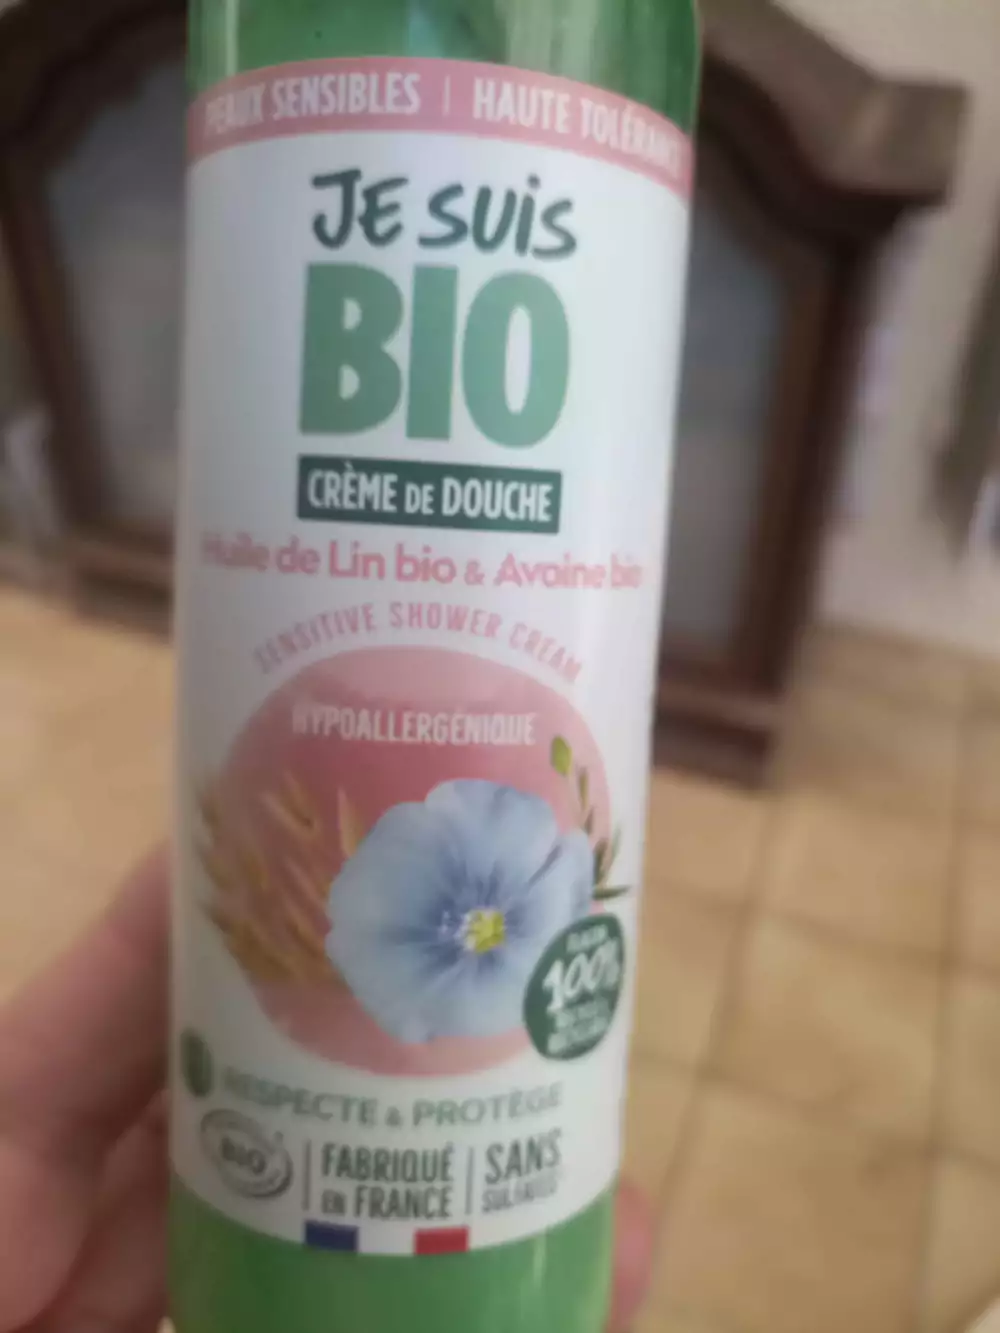 PEAUX SENSIBLES | HAUTE TOLÉRANCE
JE SUIS
BIO
CRÈME DE DOUCHE
Huile de Lin bio & Avoine bio
SENSITIVE SHOWER CREAM
HYPOALLERGÉNIQUE
100%
RESPECTE & PROTÈGE
BIO
FABRIQUÉ
EN FRANCE
SANS
SULFATES